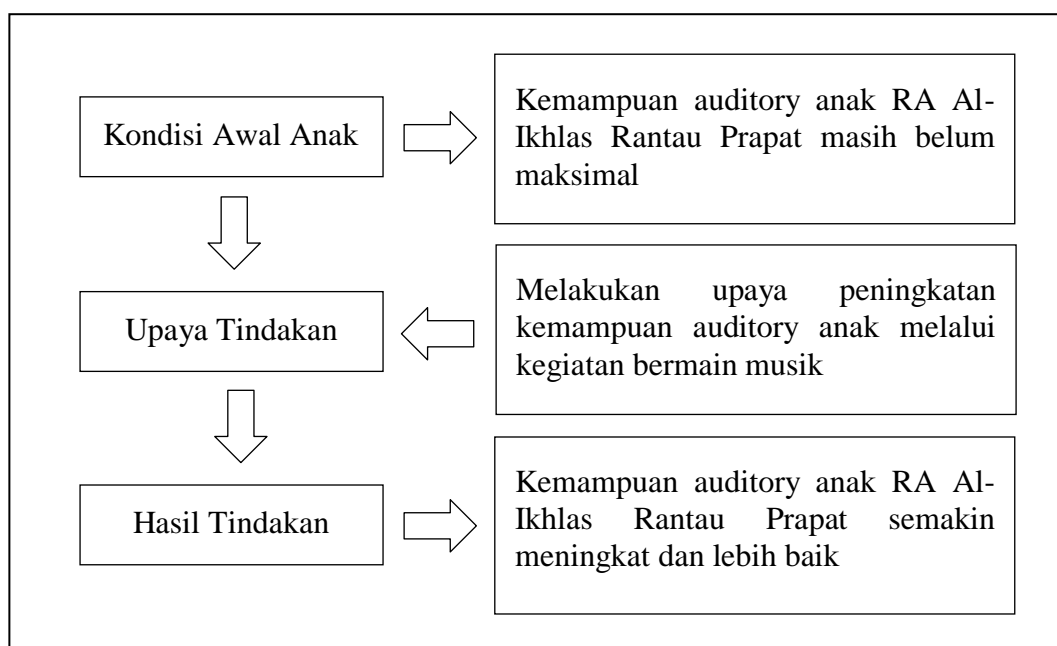 Kondisi Awal Anak
Kemampuan auditory anak RA Al-
Ikhlas Rantau Prapat masih belum
maksimal
Upaya Tindakan
Melakukan upaya peningkatan
kemampuan auditory anak melalui
kegiatan bermain musik
Hasil Tindakan
Kemampuan auditory anak RA Al-
Ikhlas Rantau Prapat semakin
meningkat dan lebih baik